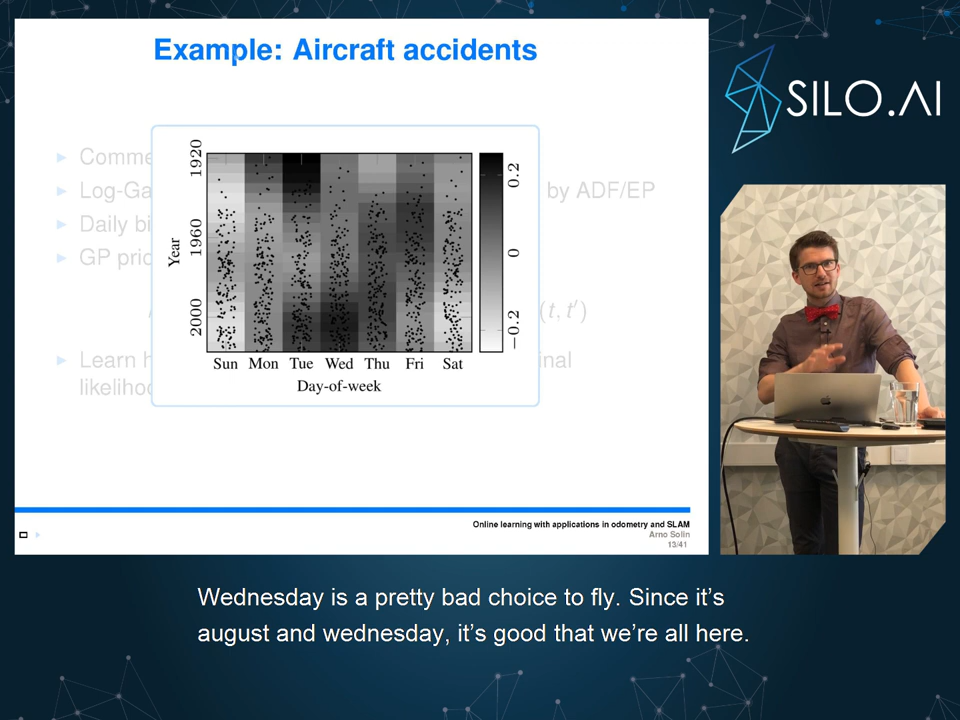 Example: Aircraft accidents
SILO.AI
Comme
Log-Ga by ADF/EP
Daily bi
GP prio
(t, t′)
Learn h inal
likelihoo
1920
1960
2000
Year
0.2
0
−0.2
Sun Mon Tue Wed Thu Fri Sat
Day-of-week
Online learning with applications in odometry and SLAM
Arno Solin
13/41
Wednesday is a pretty bad choice to fly. Since it's
august and wednesday, it's good that we're all here.